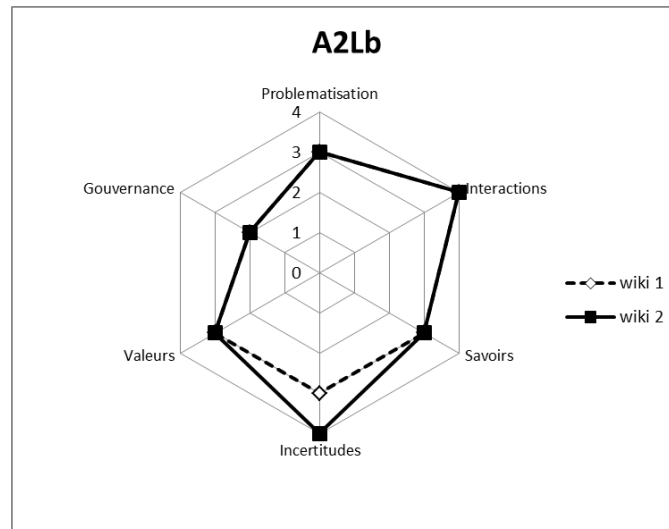 A2Lb
Problematisation
4
3
2
1
0
Gouvernance
Interactions
Valeurs
Savoirs
Incertitudes
wiki 1
wiki 2